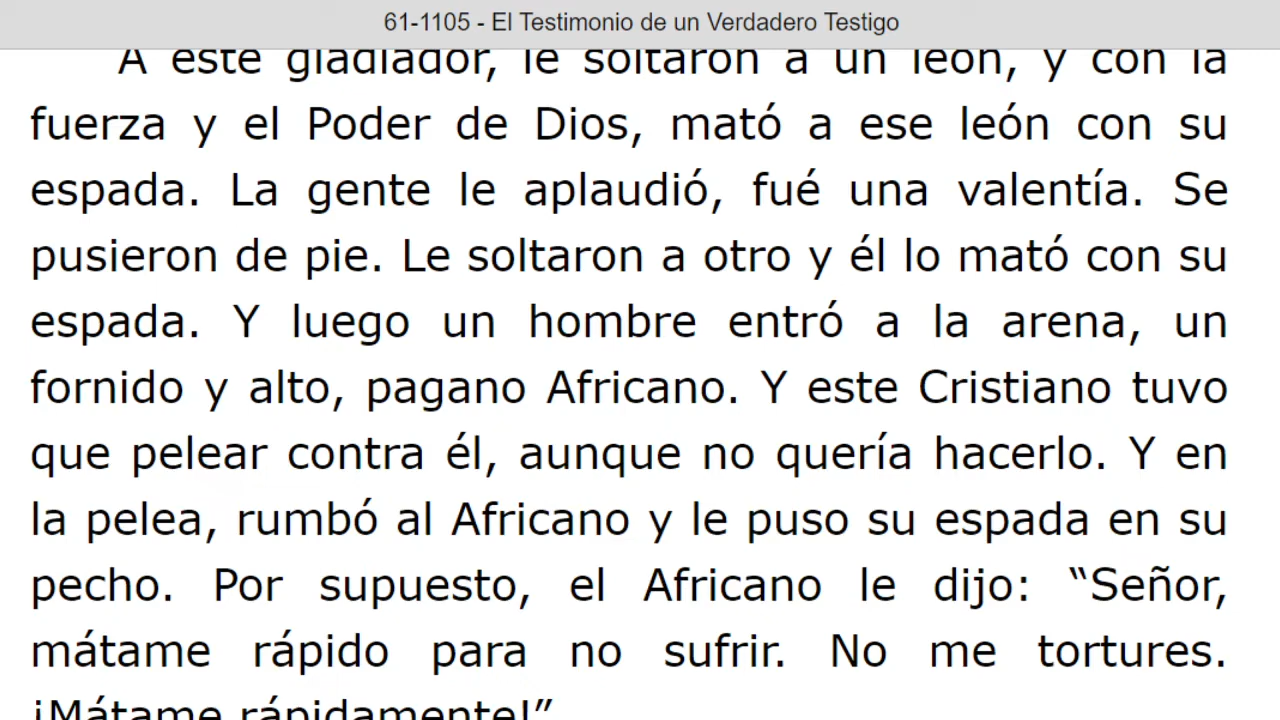 61-1105 - El Testimonio de un Verdadero Testigo
A este gladiador, le soltaron a un león, y con la
fuerza y el Poder de Dios, mató a ese león con su
espada. La gente le aplaudió, fué una valentía. Se
pusieron de pie. Le soltaron a otro y él lo mató con su
espada. Y luego un hombre entró a la arena, un
fornido y alto, pagano Africano. Y este Cristiano tuvo
que pelear contra él, aunque no quería hacerlo. Y en
la pelea, rumbó al Africano y le puso su espada en su
pecho. Por supuesto, el Africano le dijo: “Señor,
mátame rápido para no sufrir. No me tortures.
¡Mátame rápidamente!”